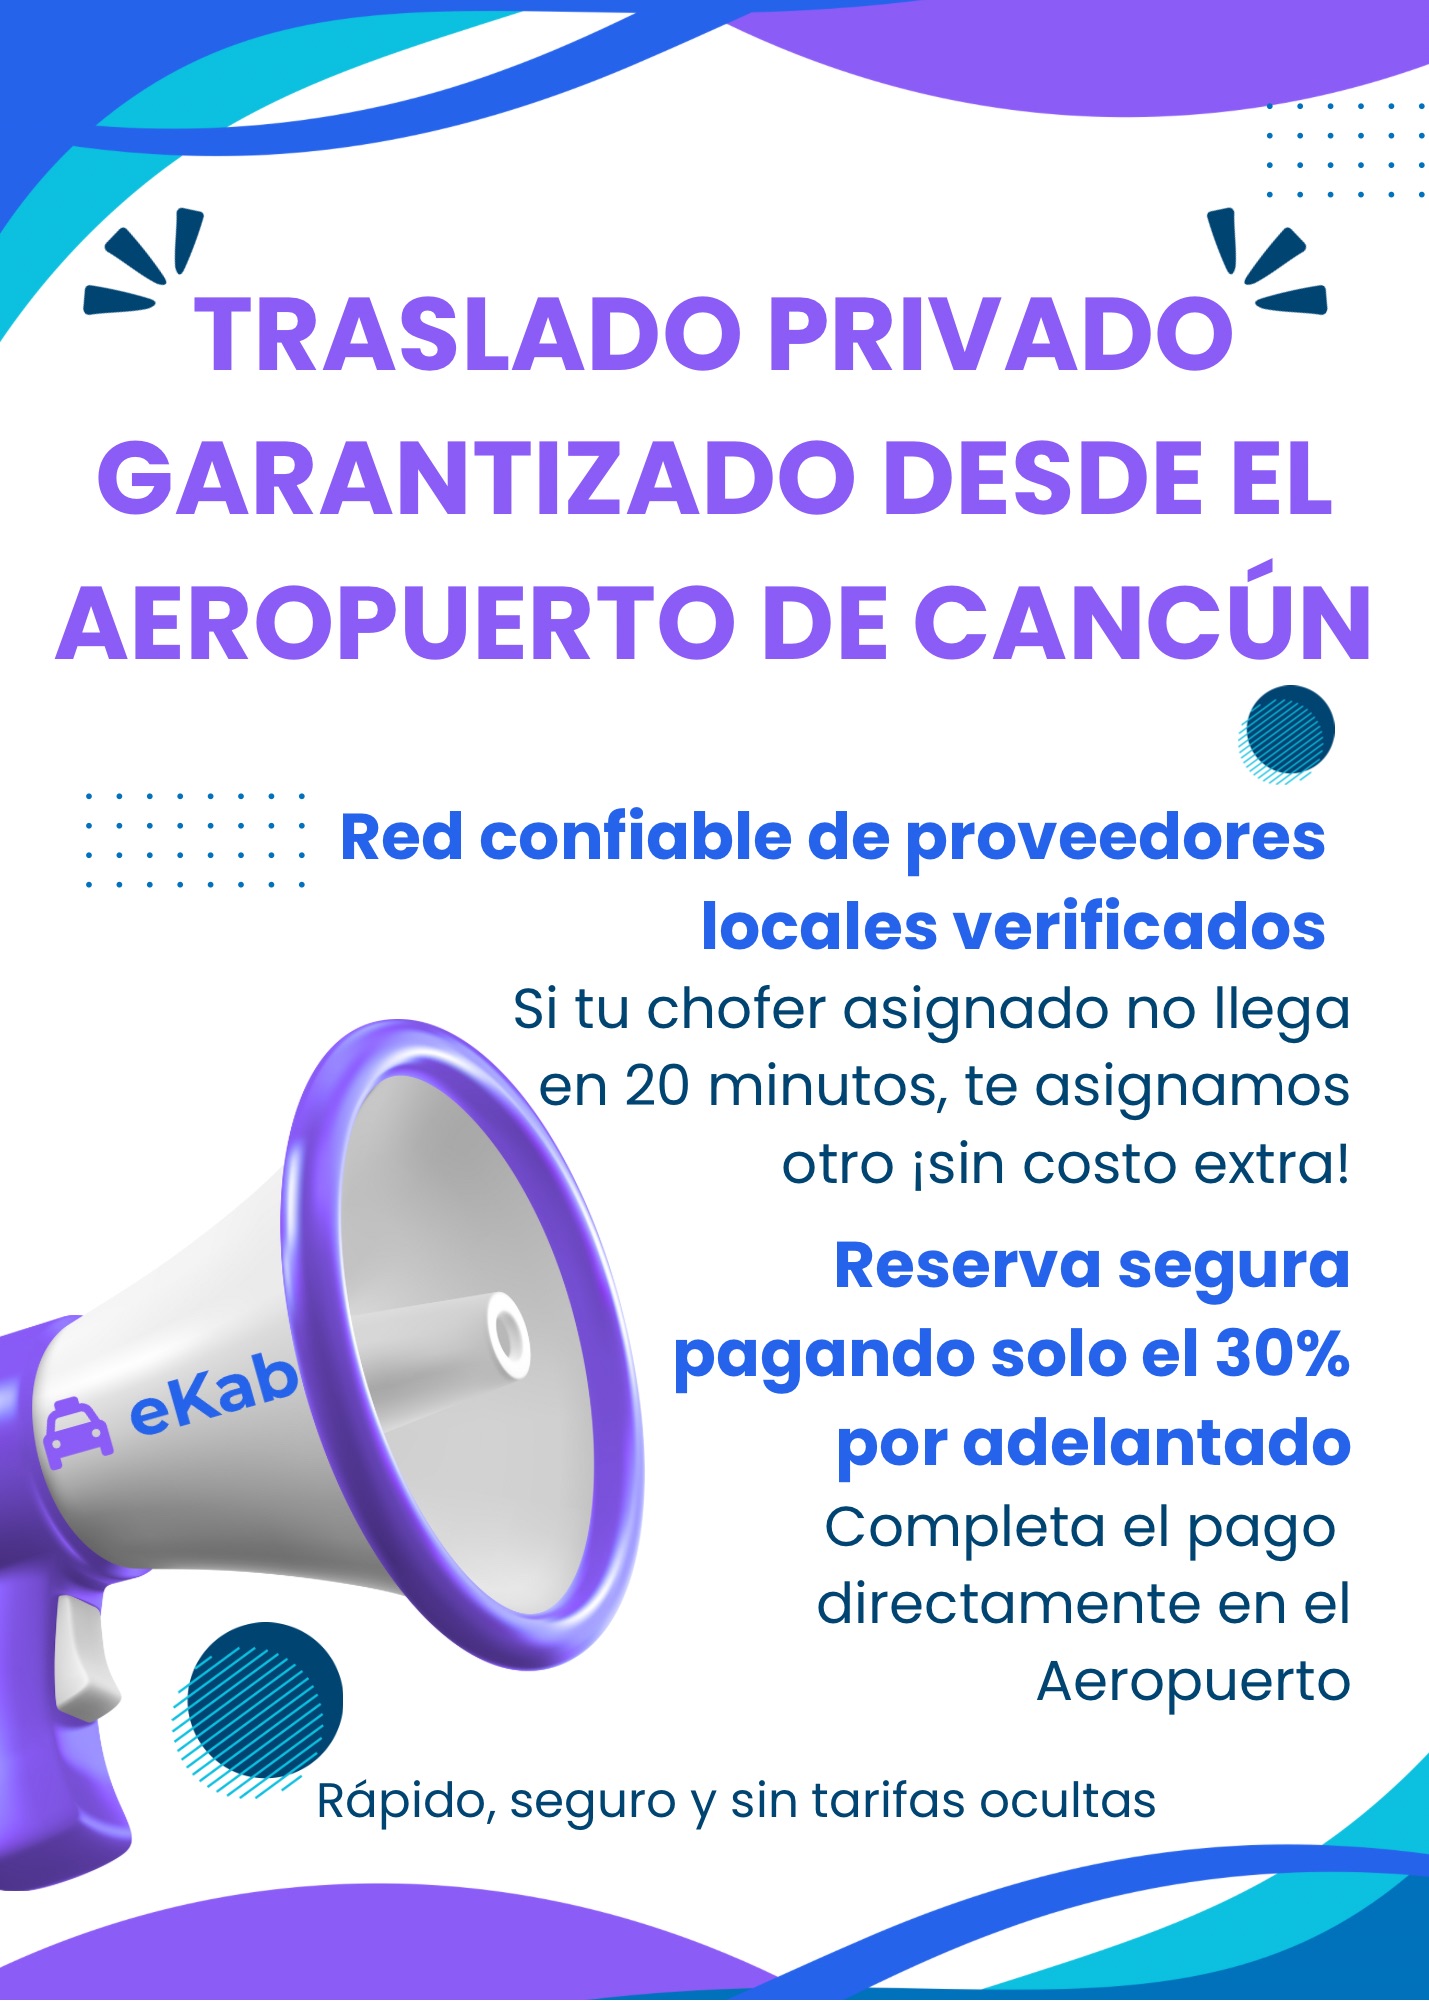 TRASLADO PRIVADO
GARANTIZADO DESDE EL
AEROPUERTO DE CANCÚN
Red confiable de proveedores
locales verificados
Si tu chofer asignado no llega
en 20 minutos, te asignamos
otro ¡sin costo extra!
Reserva segura
pagando solo el 30%
por adelantado
Completa el pago
directamente en el
Aeropuerto
eKab
Rápido, seguro y sin tarifas ocultas